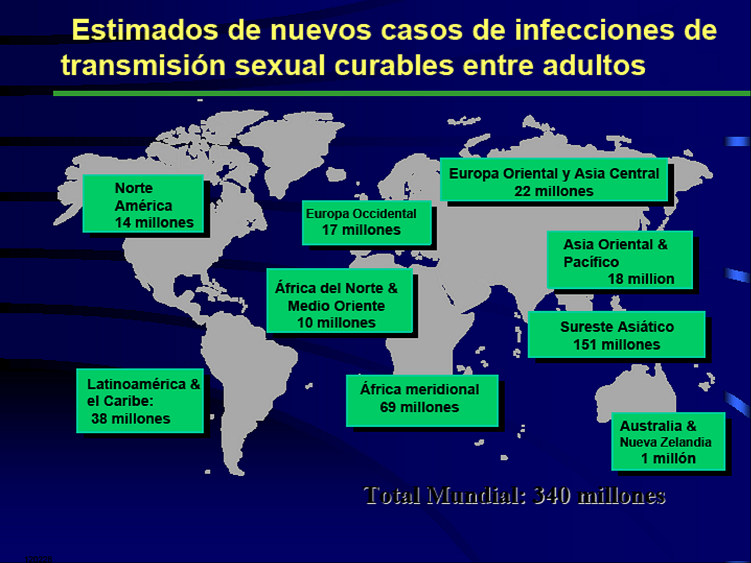 Estimados de nuevos casos de infecciones de
transmisión sexual curables entre adultos
Norte
América
14 millones
Europa Oriental y Asia Central
22 millones
Europa Occidental
17 millones
Asia Oriental &
Pacífico
18 million
África del Norte &
Medio Oriente
10 millones
Sureste Asiático
151 millones
Latinoamérica &
el Caribe:
38 millones
África meridional
69 millones
Australia &
Nueva Zelandia
1 millón
Total Mundial: 340 millones